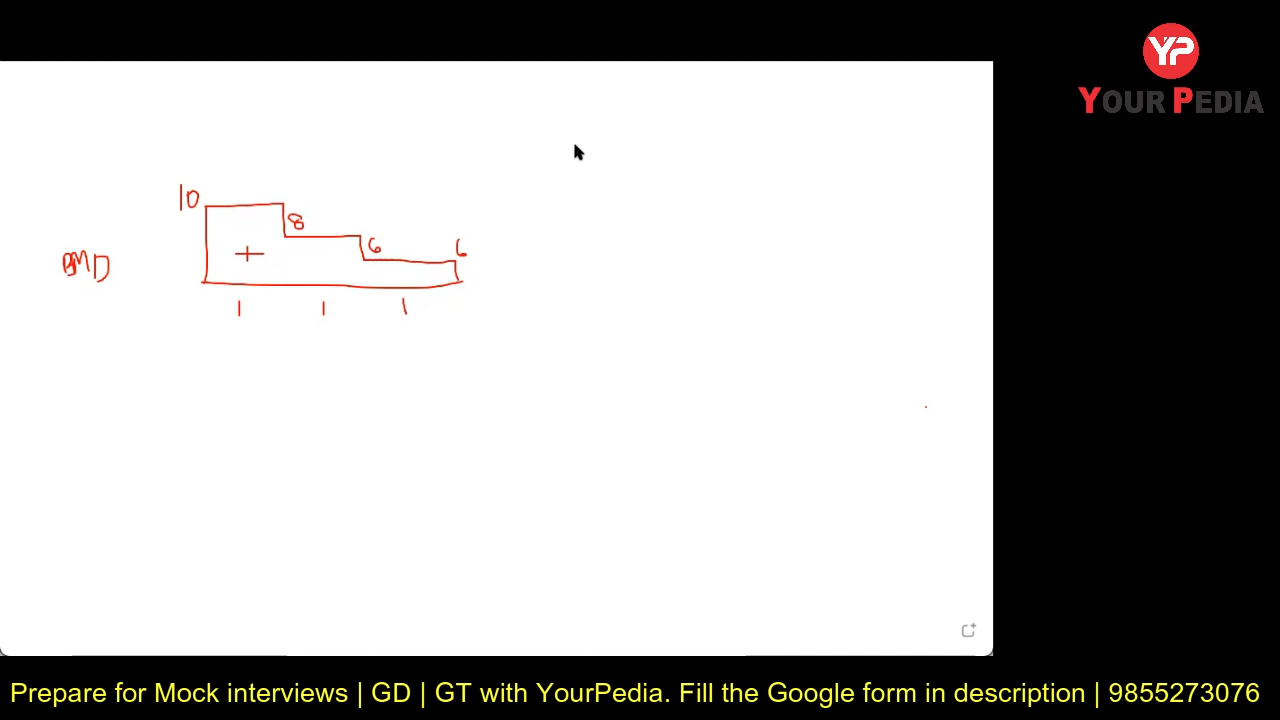 YP
YOUR PEDIA
10
8
6
6
BMD
+
1 1 1
Prepare for Mock interviews | GD | GT with YourPedia. Fill the Google form in description | 9855273076